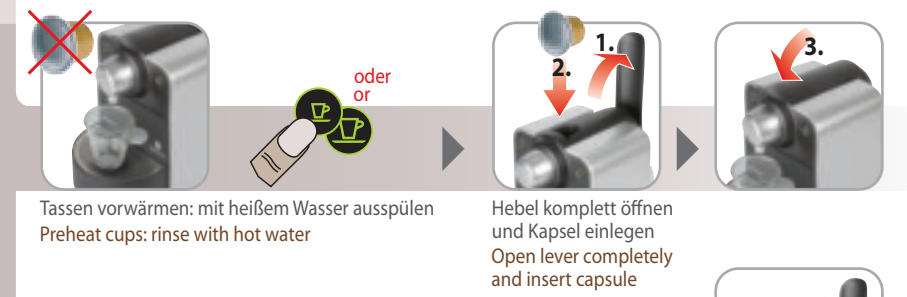 oder
or
1.
2.
3.
Tassen vorwärmen: mit heißem Wasser ausspülen
Preheat cups: rinse with hot water
Hebel komplett öffnen
und Kapsel einlegen
Open lever completely
and insert capsule